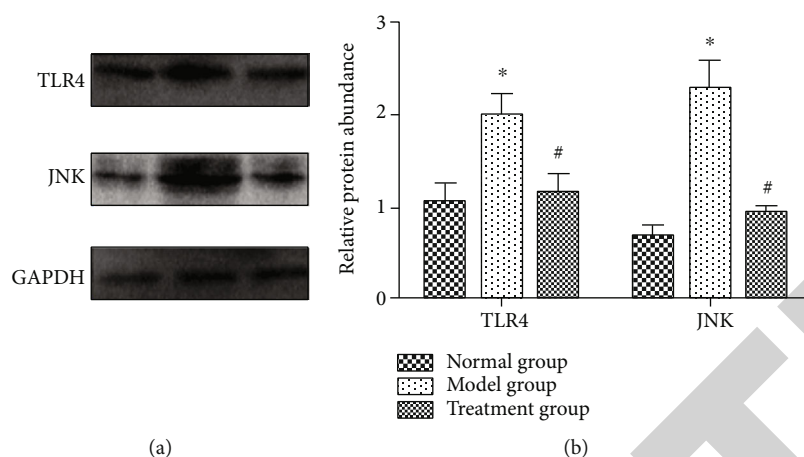 TLR4
JNK
GAPDH
(a)
Relative protein abundance
3
2
1
0
*
#
*
#
TLR4
JNK
Normal group
Model group
Treatment group
(b)